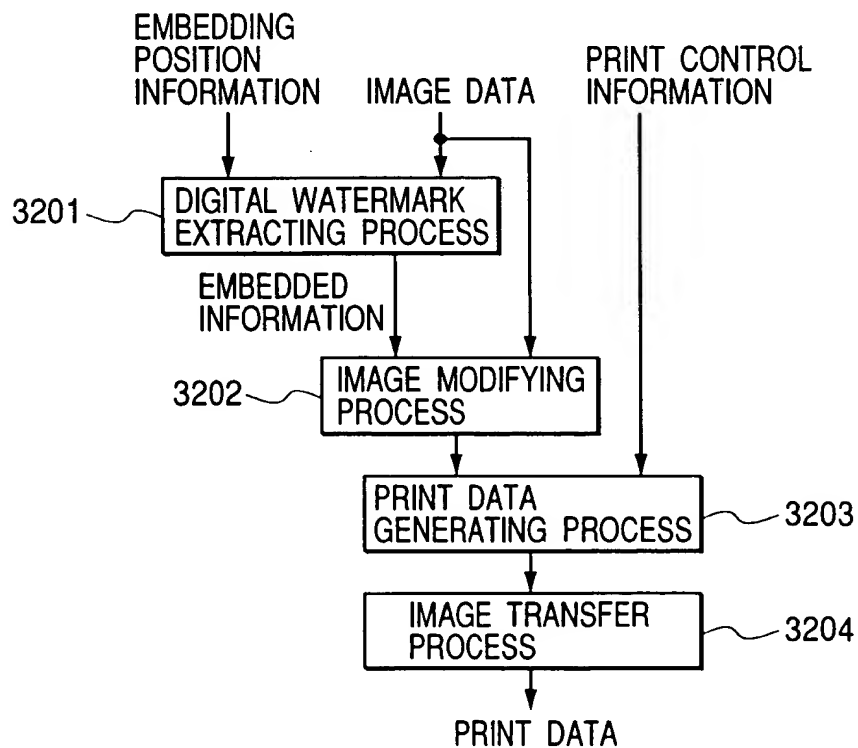 EMBEDDING
POSITION
INFORMATION
IMAGE DATA
PRINT CONTROL
INFORMATION
3201
DIGITAL WATERMARK
EXTRACTING PROCESS
EMBEDDED
INFORMATION
3202
IMAGE MODIFYING
PROCESS
PRINT DATA
GENERATING PROCESS
3203
IMAGE TRANSFER
PROCESS
3204
PRINT DATA